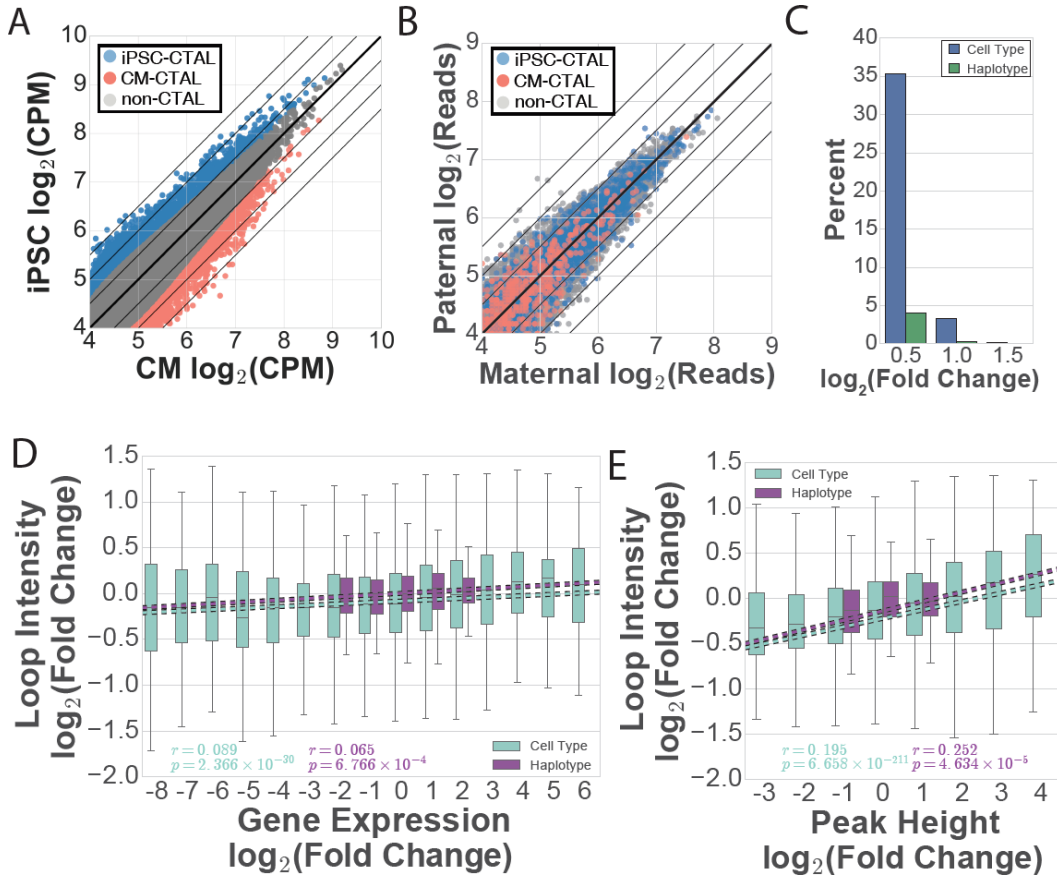 A
iPSC log2(CPM)
10
9
8
7
6
5
4
iPSC-CTAL
CM-CTAL
non-CTAL
4 5 6 7 8 9 10
CM log2(CPM)
B
Paternal log2(Reads)
9
8
7
6
5
4
iPSC-CTAL
CM-CTAL
non-CTAL
4 5 6 7 8 9
Maternal log2(Reads)
C
Percent
40
35
30
25
20
15
10
5
0
Cell Type
Haplotype
0.5 1.0 1.5
log2(Fold Change)
D
Loop Intensity
log2(Fold Change)
1.5
1.0
0.5
0.0
−0.5
−1.0
−1.5
−2.0
r = 0.089
p = 2.366 × 10−30
r = 0.065
p = 6.766 × 10−4
Cell Type
Haplotype
-8 -7 -6 -5 -4 -3 -2 -1 0 1 2 3 4 5 6
Gene Expression
log2(Fold Change)
E
Loop Intensity
log2(Fold Change)
1.5
1.0
0.5
0.0
−0.5
−1.0
−1.5
−2.0
Cell Type
Haplotype
r = 0.195
p = 6.658 × 10−211
r = 0.252
p = 4.634 × 10−5
-3 -2 -1 0 1 2 3 4
Peak Height
log2(Fold Change)